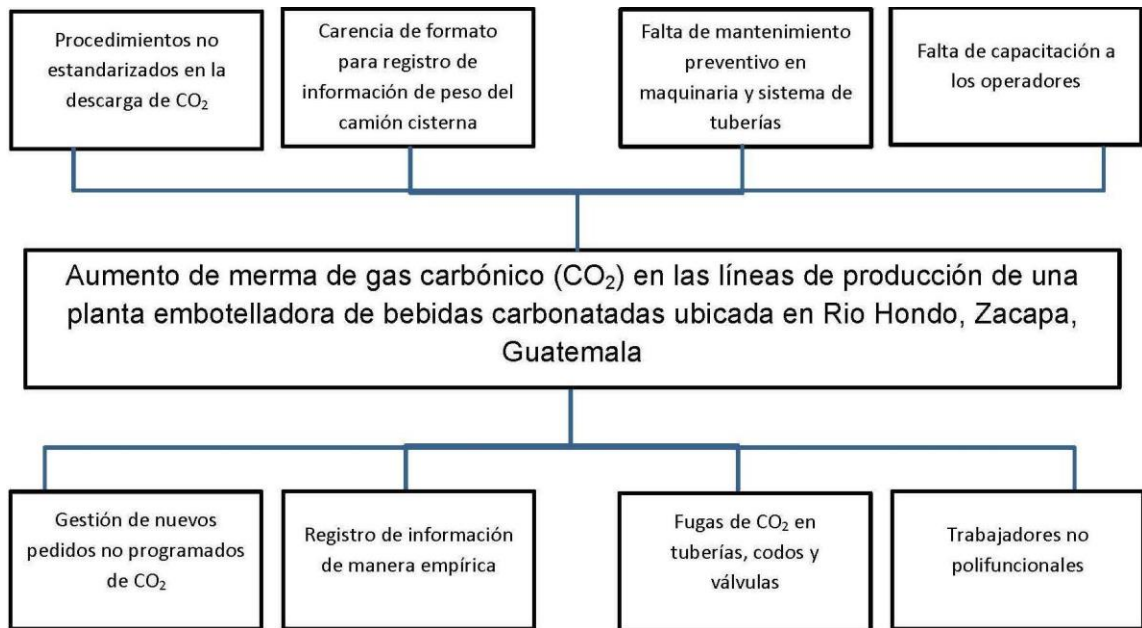 Procedimientos no
estandarizados en la
descarga de CO₂
Carencia de formato
para registro de
información de peso del
camión cisterna
Falta de mantenimiento
preventivo en
maquinaria y sistema de
tuberías
Falta de capacitación a
los operadores
Aumento de merma de gas carbónico (CO₂) en las líneas de producción de una
planta embotelladora de bebidas carbonatadas ubicada en Rio Hondo, Zacapa,
Guatemala
Gestión de nuevos
pedidos no programados
de CO₂
Registro de información
de manera empírica
Fugas de CO₂ en
tuberías, codos y
válvulas
Trabajadores no
polifuncionales